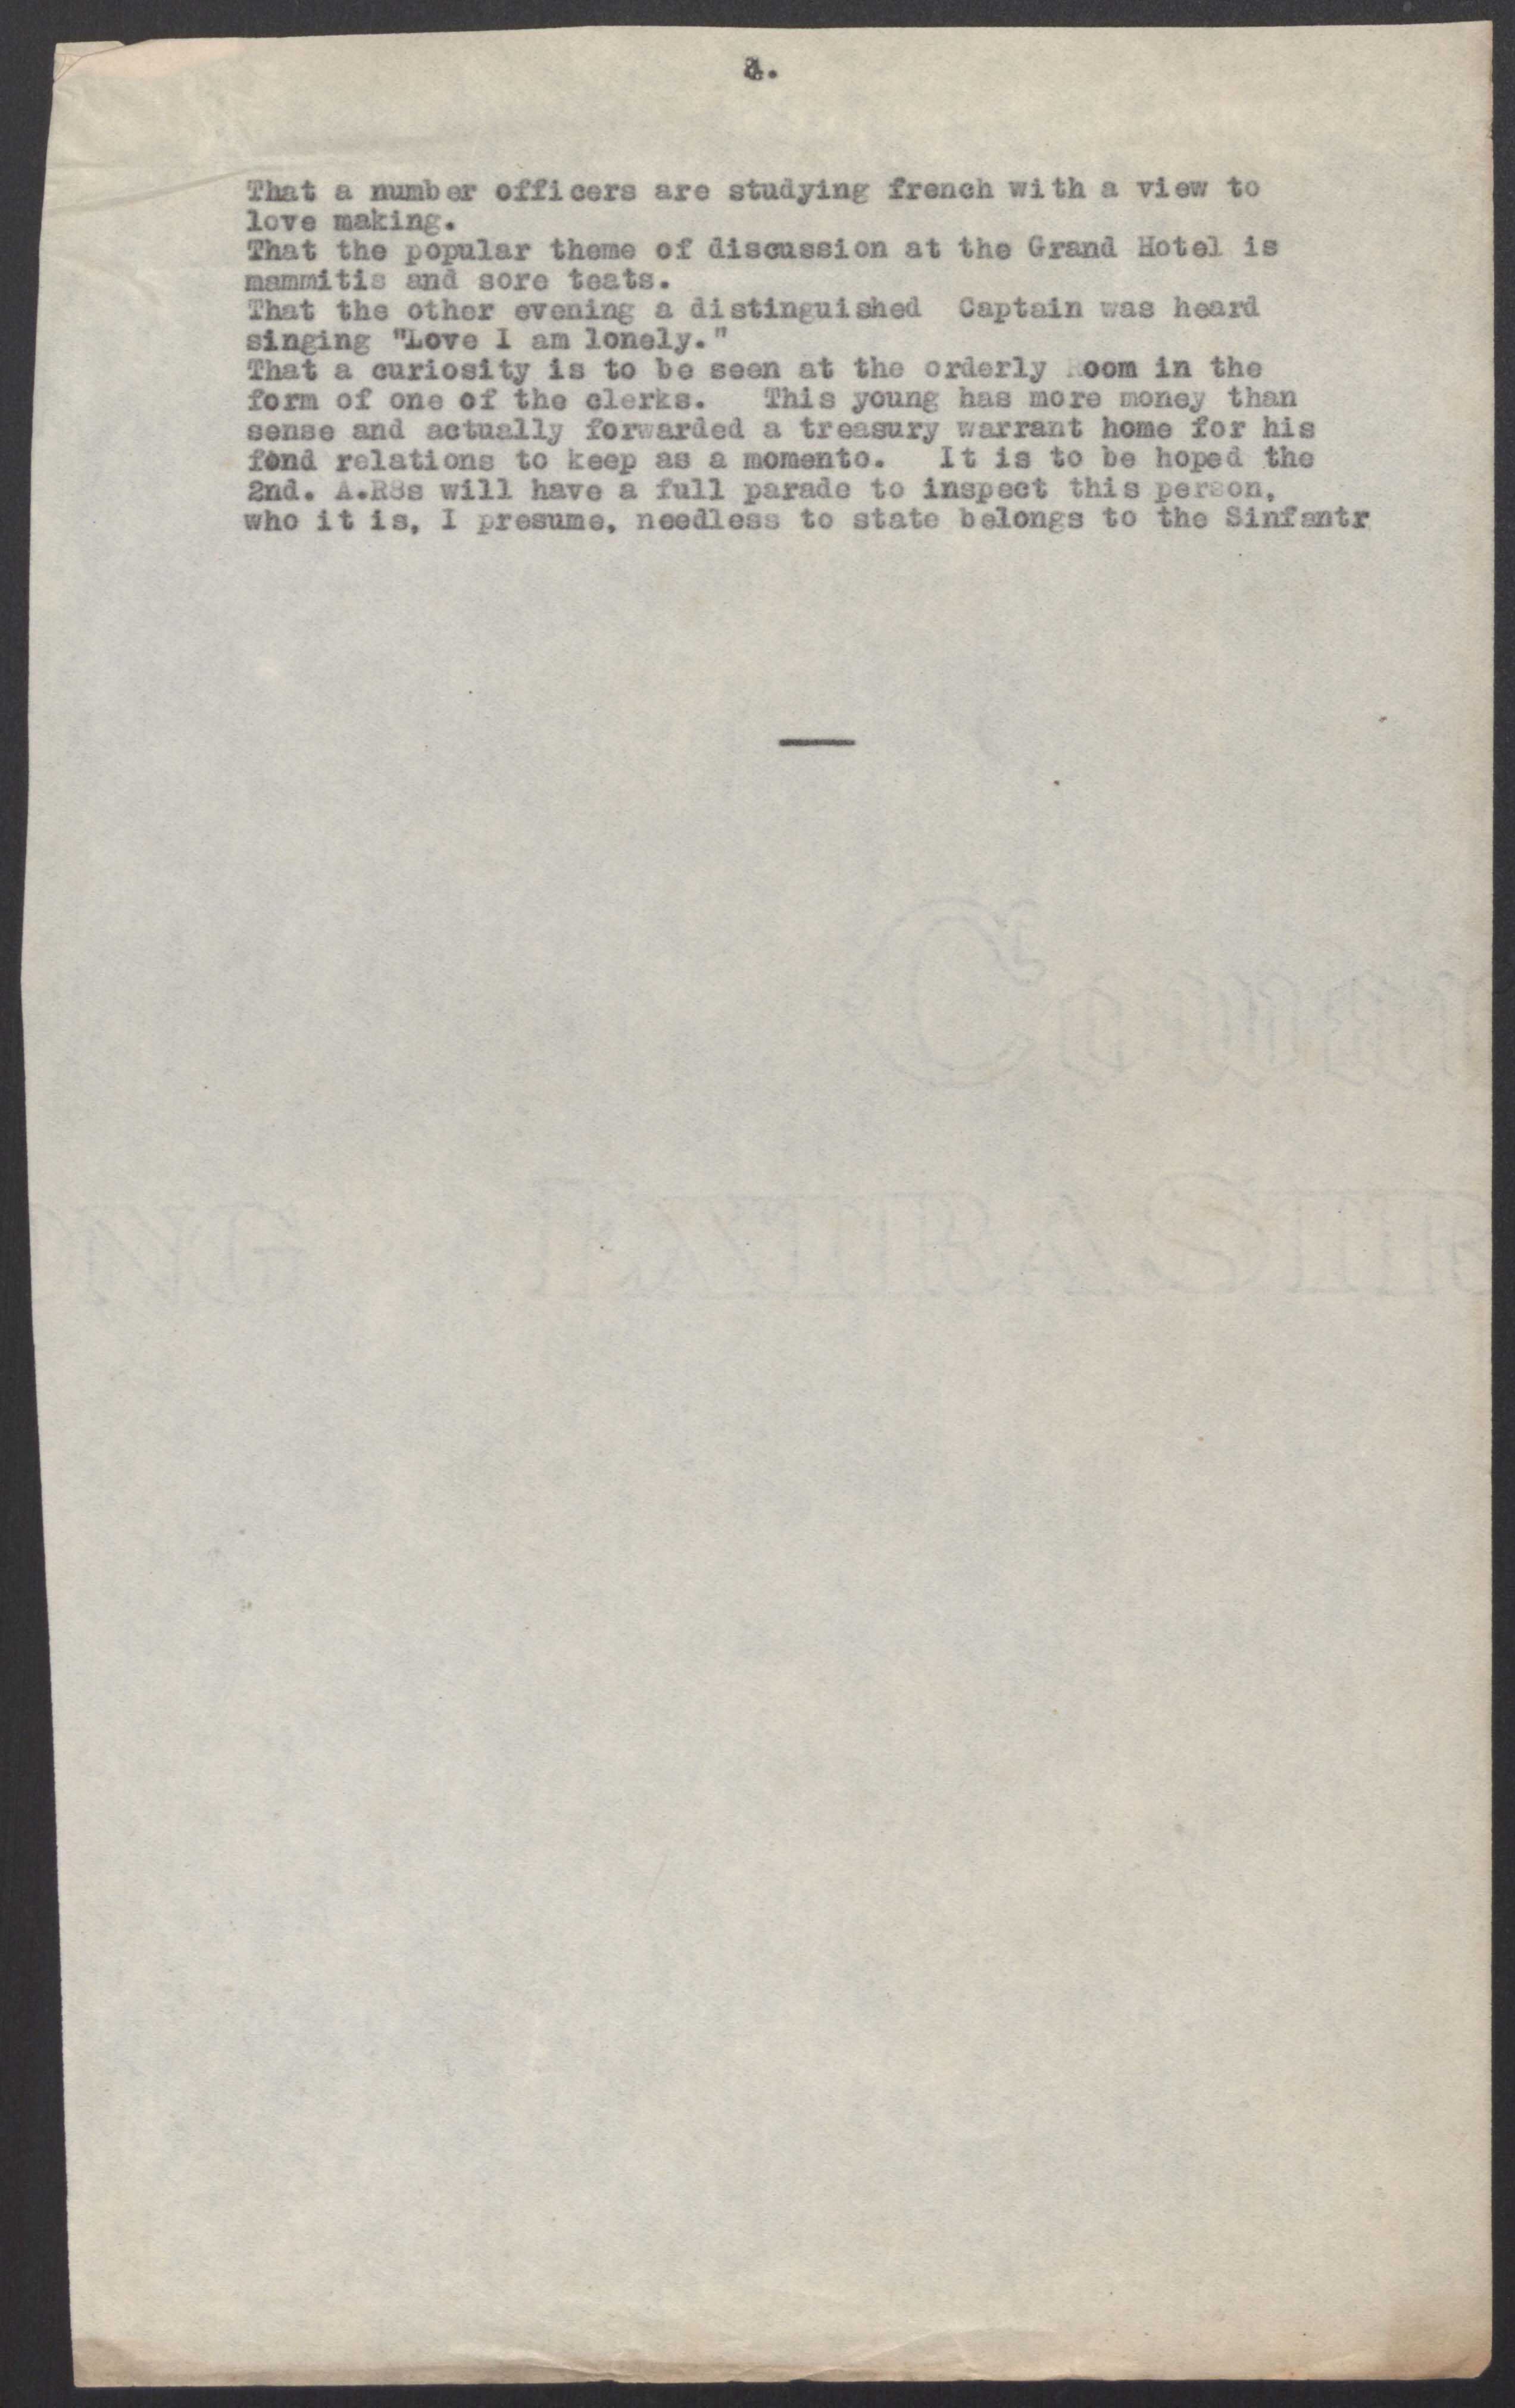 That a number officers are studying french with a view to
love making.
That the popular theme of discussion at the Grand Hotel is
mammitis and sore teats.
That the other evening a distinguished Captain was heard
singing "Love I am lonely."
That a curiosity is to be seen at the orderly Room in the
form of one of the clerks. This young has more money than
sense and actually forwarded a treasury warrant home for his
fond relations to keep as a momento. It is to be hoped the
2nd. A.R8s will have a full parade to inspect this person,
who it is, I presume, needless to state belongs to the Sinfantr